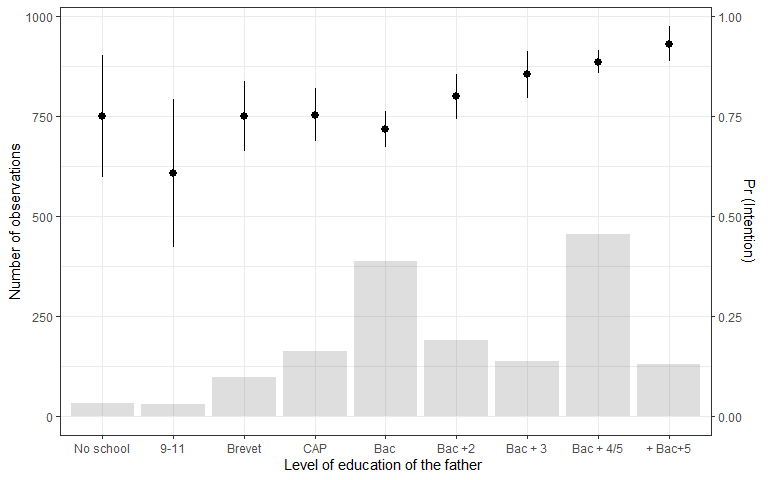 1000
750
500
250
0
Number of observations
1.00
0.75
0.50
0.25
0.00
Pr (Intention)
No school 9-11 Brevet CAP Bac Bac +2 Bac + 3 Bac + 4/5 + Bac+5
Level of education of the father